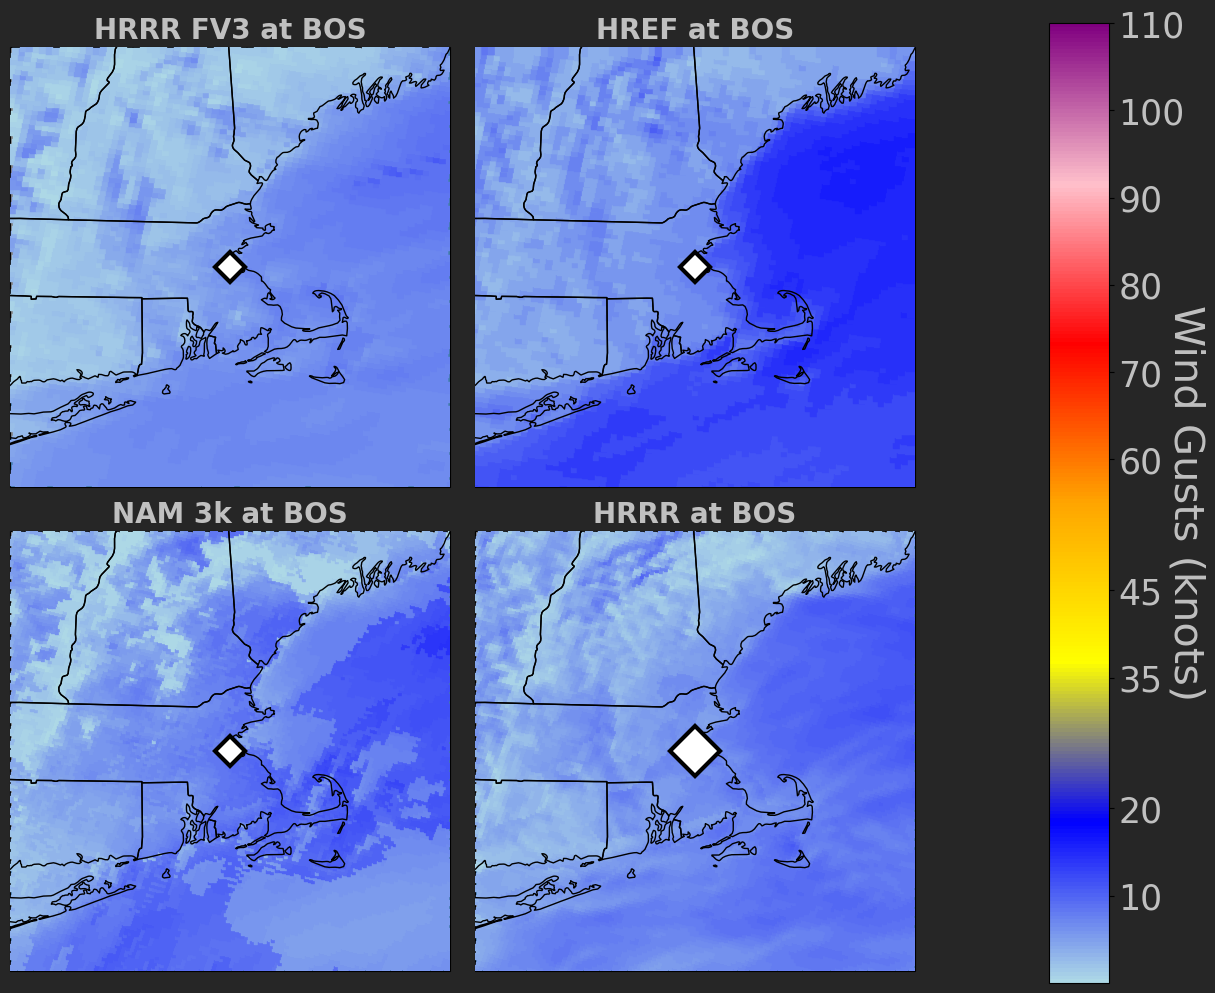 HRRR FV3 at BOS
HREF at BOS
NAM 3k at BOS
HRRR at BOS
110
100
90
80
70
60
45
35
20
10
Wind Gusts (knots)